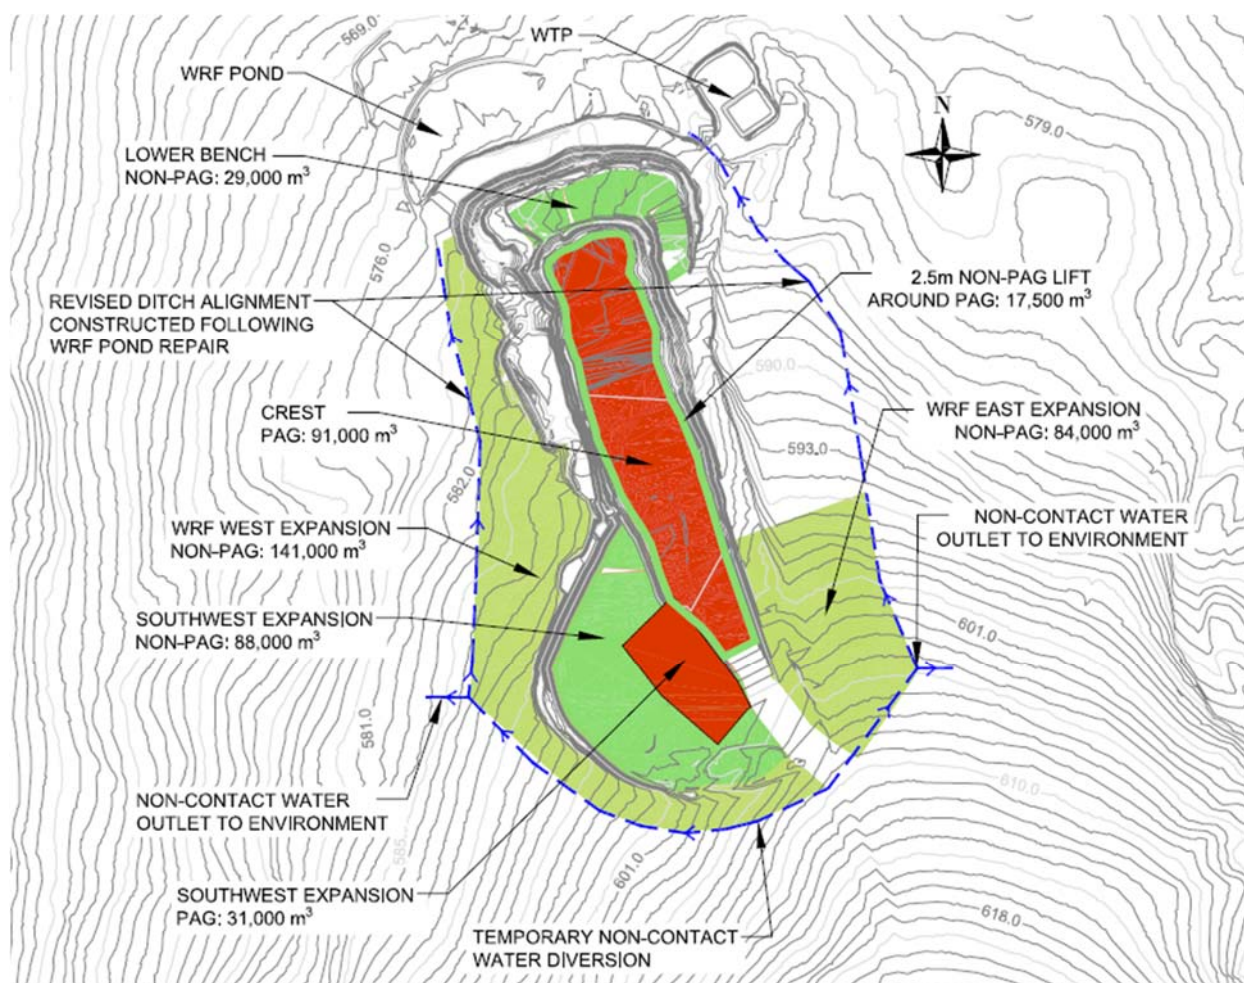 569.0
WTP
WRF POND
N
579.0
LOWER BENCH
NON-PAG: 29,000 m³
576.0
2.5m NON-PAG LIFT
AROUND PAG: 17,500 m³
REVISED DITCH ALIGNMENT
CONSTRUCTED FOLLOWING
WRF POND REPAIR
590.0
CREST
PAG: 91,000 m³
WRF EAST EXPANSION
NON-PAG: 84,000 m³
593.0
582.0
WRF WEST EXPANSION
NON-PAG: 141,000 m³
NON-CONTACT WATER
OUTLET TO ENVIRONMENT
SOUTHWEST EXPANSION
NON-PAG: 88,000 m³
601.0
581.0
610.0
NON-CONTACT WATER
OUTLET TO ENVIRONMENT
585.0
601.0
SOUTHWEST EXPANSION
PAG: 31,000 m³
618.0
TEMPORARY NON-CONTACT
WATER DIVERSION